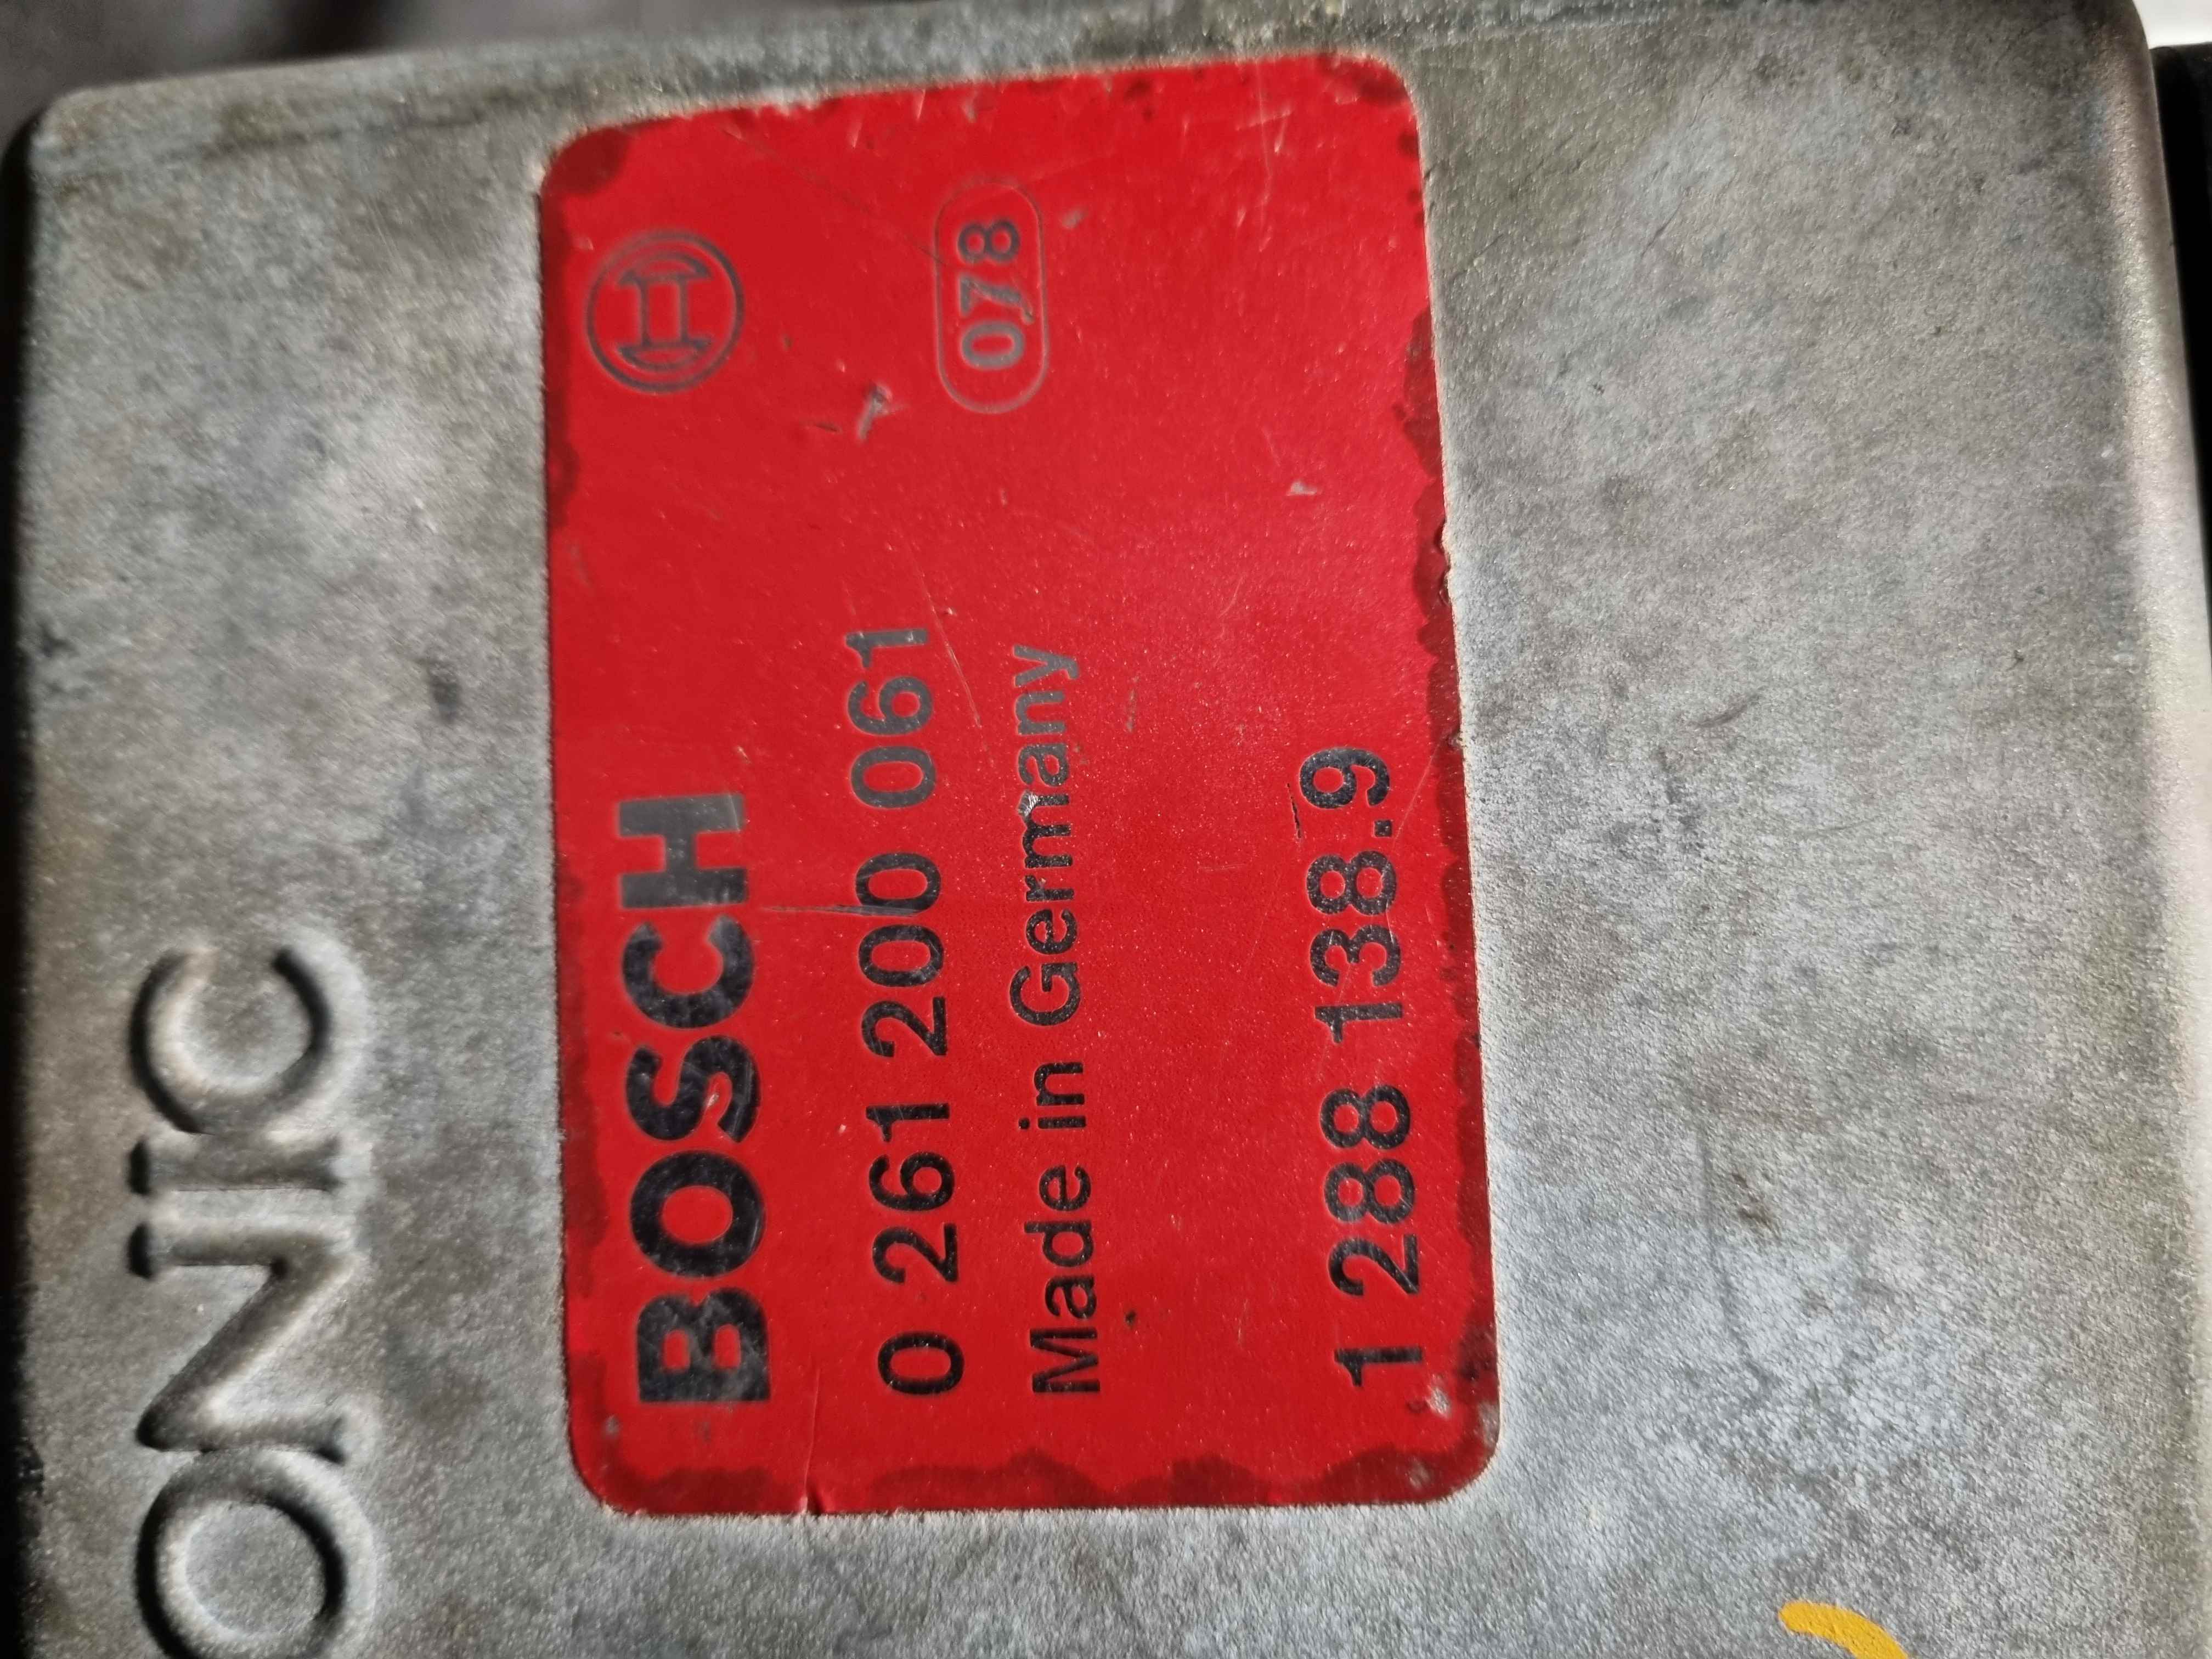 ONIC
BOSCH
0 261 200 061
078
Made in Germany
1 288 138.9